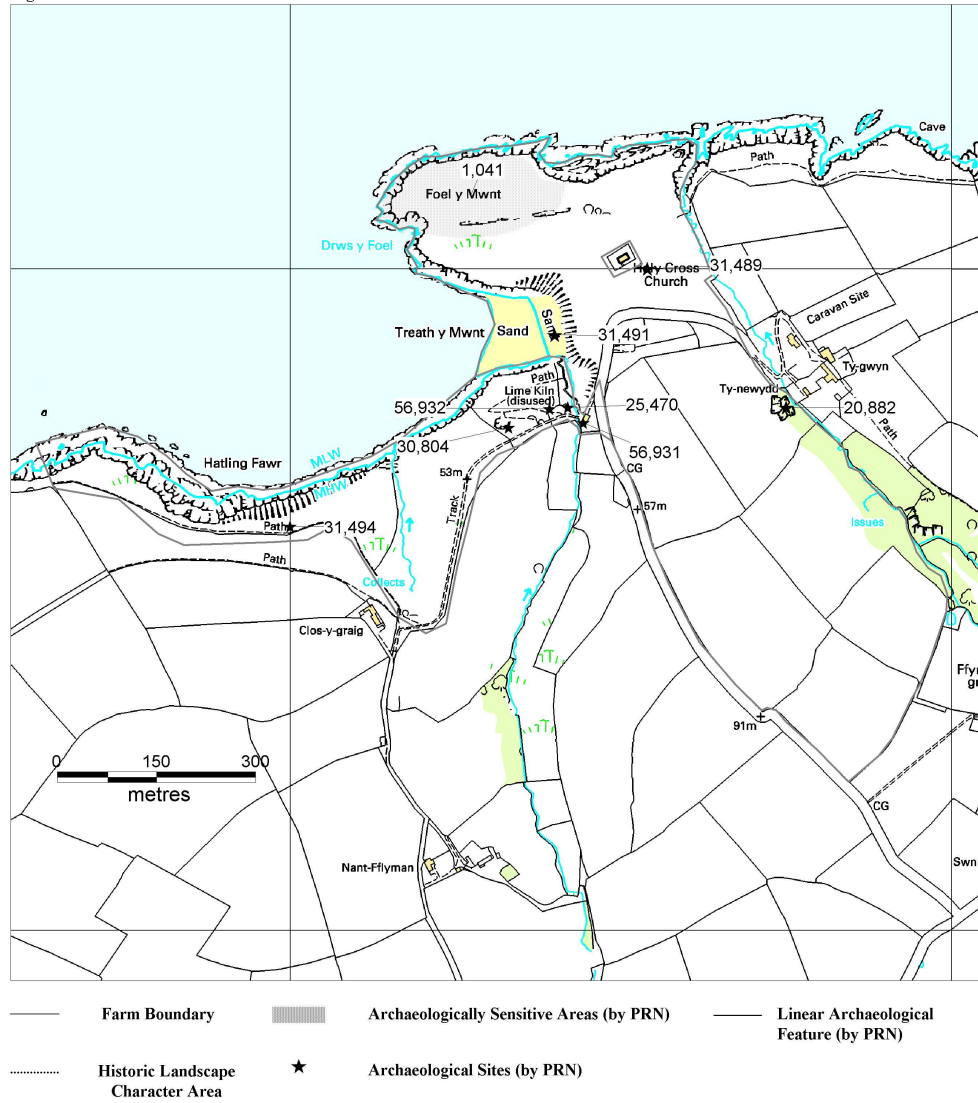 Cave
Path
1,041
Foel y Mwnt
Drws y Foel
Holy Cross
Church
31,489
Caravan Site
Treath y Mwnt
Sand
Sand
31,491
Ty-gwyn
Path
Lime Kiln
(disused)
Ty-newydd
56,932
25,470
20,882
30,804
56,931
Path
Hatling Fawr
MLW
MHW
53m
CG
57m
Track
Issues
Path
31,494
Path
Collects
Clos-y-graig
91m
0 150 300
metres
CG
Nant-Fflyman
Swn
Farm Boundary
Archaeologically Sensitive Areas (by PRN)
Linear Archaeological
Feature (by PRN)
Historic Landscape
Character Area
Archaeological Sites (by PRN)